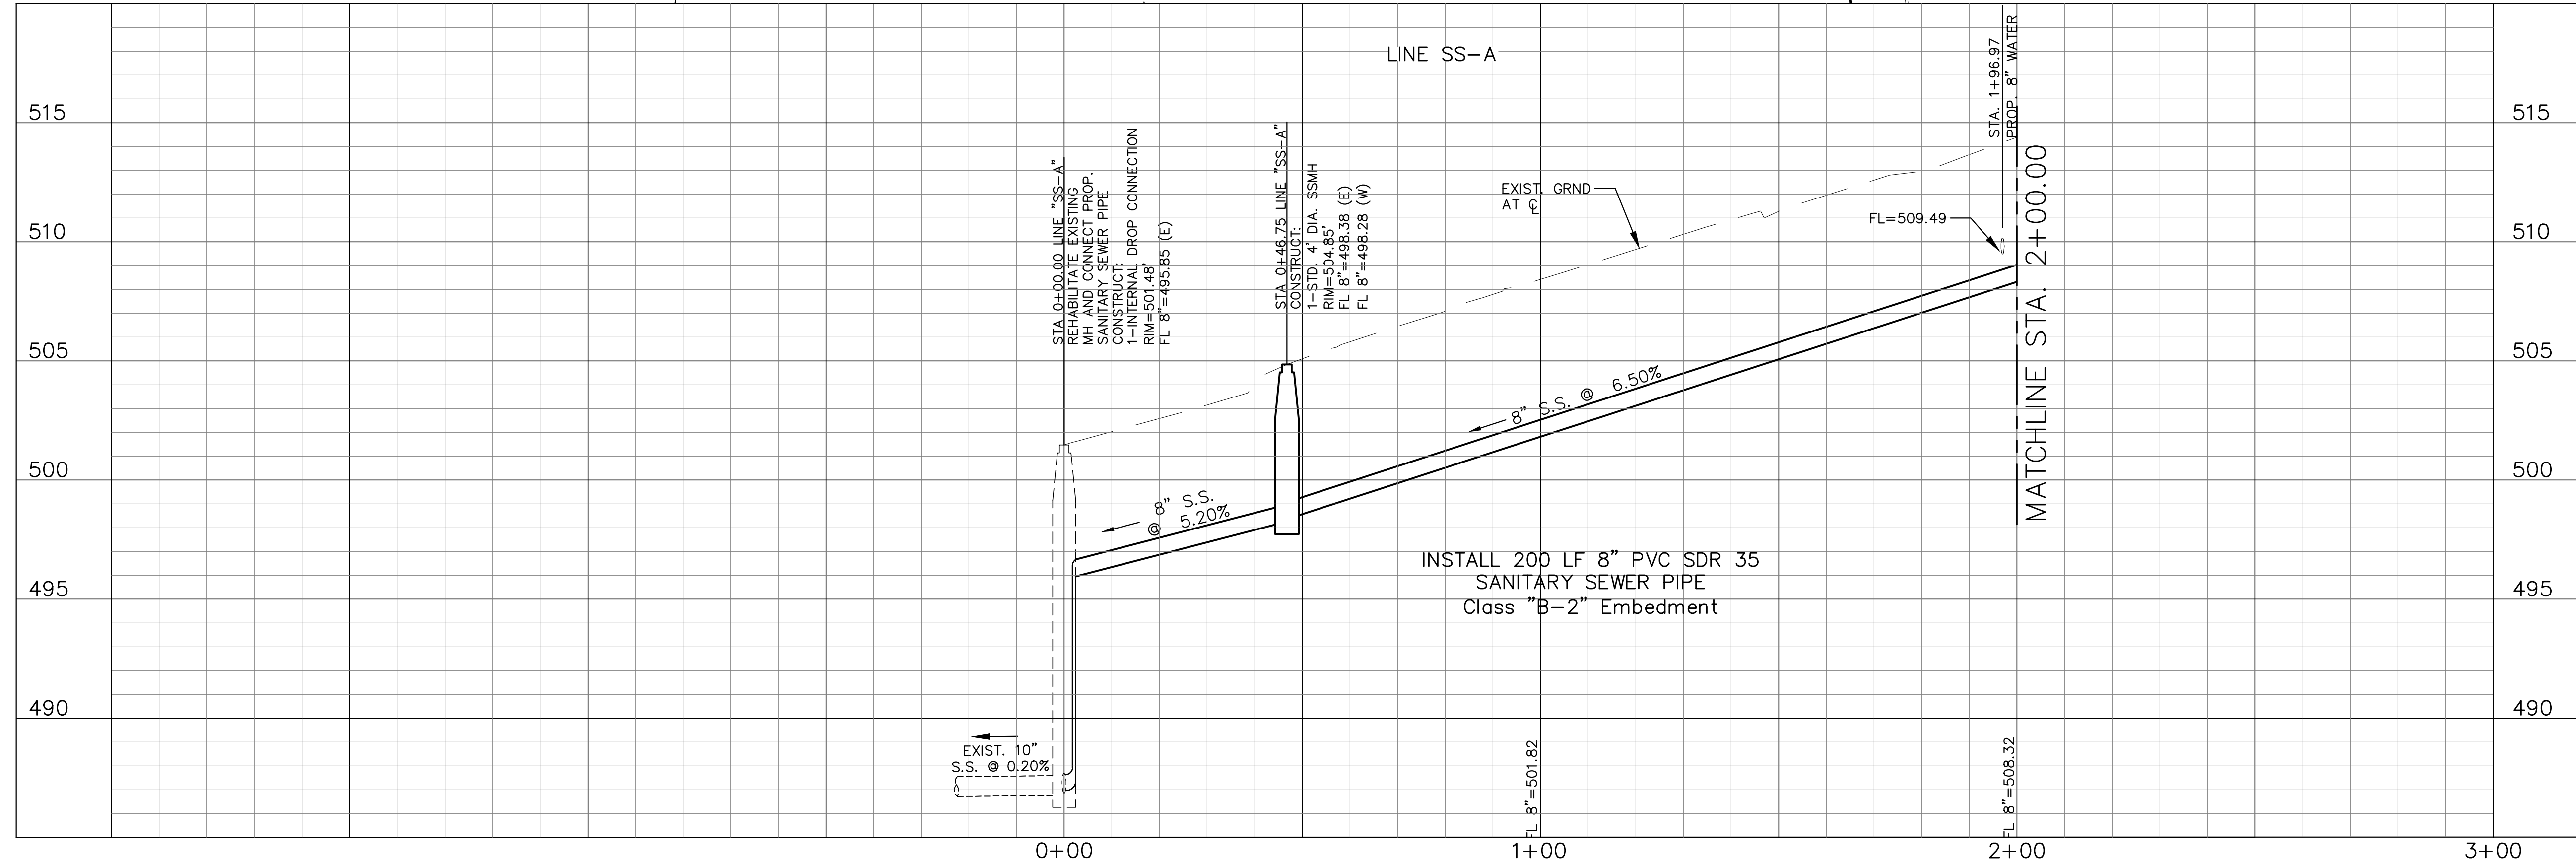 LINE SS-A
515
510
505
500
495
490
STA 0+00.00 LINE "SS-A"
REHABILITATE EXISTING
MH AND CONNECT PROP.
SANITARY SEWER PIPE
CONSTRUCT:
1-INTERNAL DROP CONNECTION
RIM=501.48'
FL 8"=495.85 (E)
STA 0+46.75 LINE "SS-A"
CONSTRUCT:
1-STD. 4' DIA. SSMH
RIM=504.85'
FL 8"=498.38 (E)
FL 8"=498.28 (W)
EXIST. GRND
AT ℄
STA. 1+96.97
PROP. 8" WATER
FL=509.49
MATCHLINE STA. 2+00.00
515
510
505
500
495
490
8" S.S. @ 6.50%
8" S.S.
@ 5.20%
INSTALL 200 LF 8" PVC SDR 35
SANITARY SEWER PIPE
Class "B-2" Embedment
EXIST. 10"
S.S. @ 0.20%
FL 8"=501.82
FL 8"=508.32
0+00
1+00
2+00
3+00